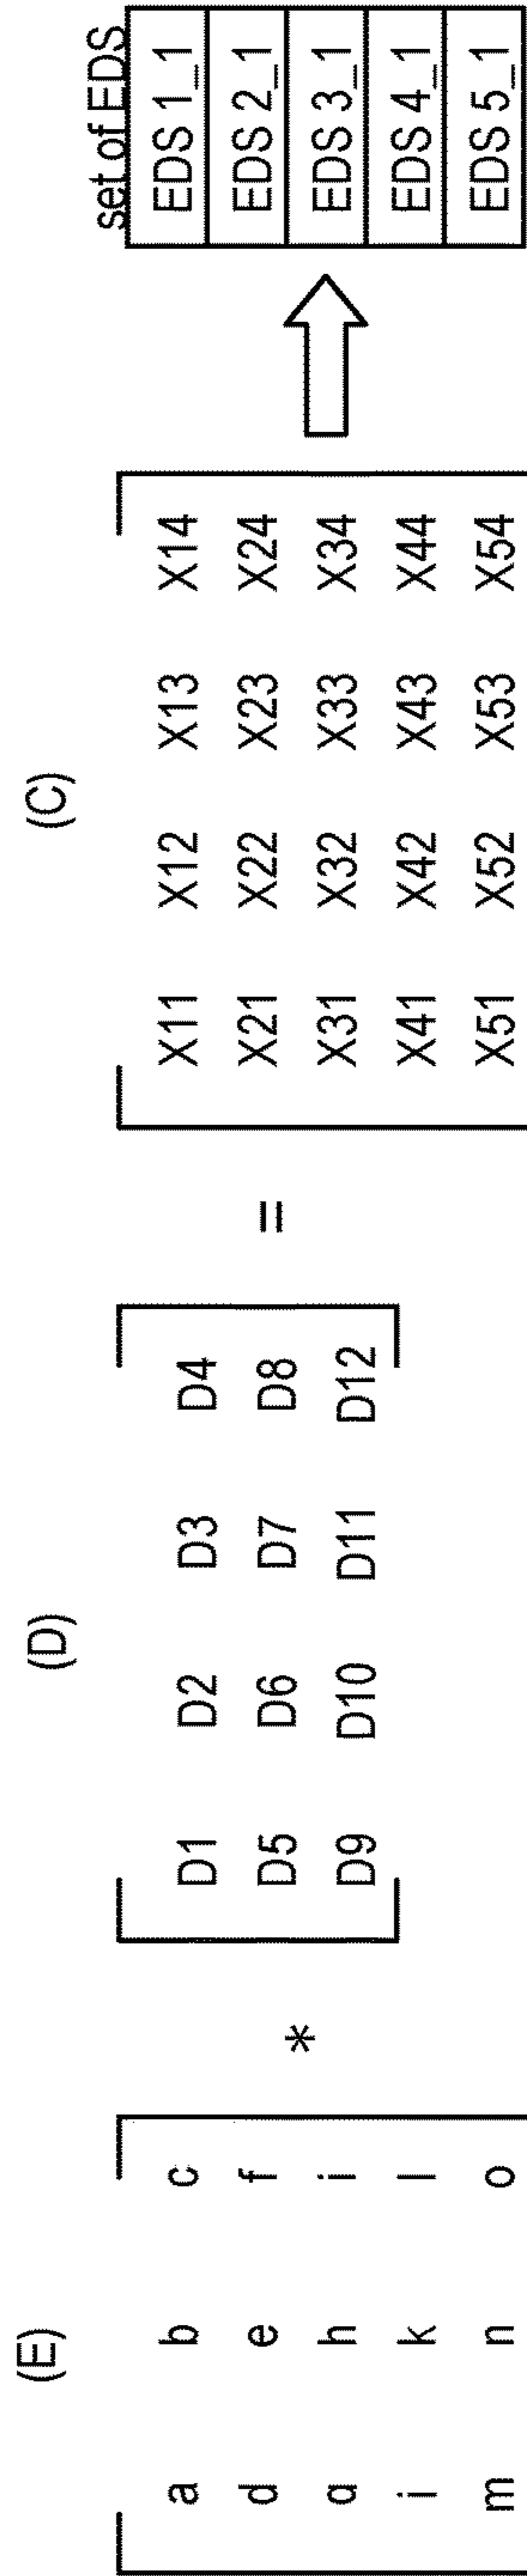 (E) (D) (C) set of EDS
a b c D1 D2 D3 D4 X11 X12 X13 X14 EDS 1_1
d e f * D5 D6 D7 D8 = X21 X22 X23 X24 EDS 2_1
g h i D9 D10 D11 D12 X31 X32 X33 X34 EDS 3_1
j k l X41 X42 X43 X44 EDS 4_1
m n o X51 X52 X53 X54 EDS 5_1